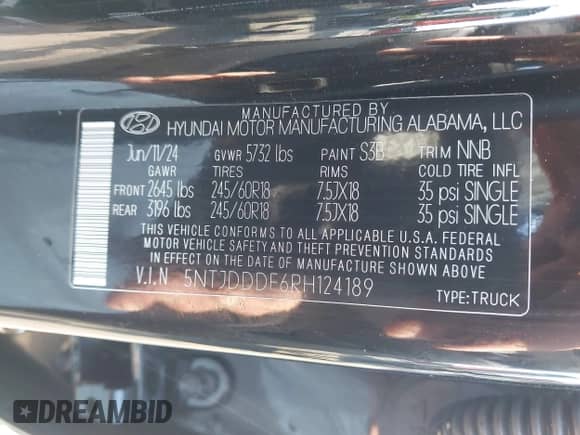 MANUFACTURED BY
HYUNDAI MOTOR MANUFACTURING ALABAMA, LLC
Jun/11/24 GVWR 5732 lbs PAINT S3B TRIM NNB
GAWR TIRES RIMS COLD TIRE INFL
FRONT 2645 lbs 245/60R18 7.5JX18 35 psi SINGLE
REAR 3196 lbs 245/60R18 7.5JX18 35 psi SINGLE
THIS VEHICLE CONFORMS TO ALL APPLICABLE U.S.A. FEDERAL
MOTOR VEHICLE SAFETY AND THEFT PREVENTION STANDARDS
IN EFFECT ON THE DATE OF MANUFACTURE SHOWN ABOVE.
V.I.N 5NTJDDDF6RH124189
TYPE:TRUCK
DREAMBID